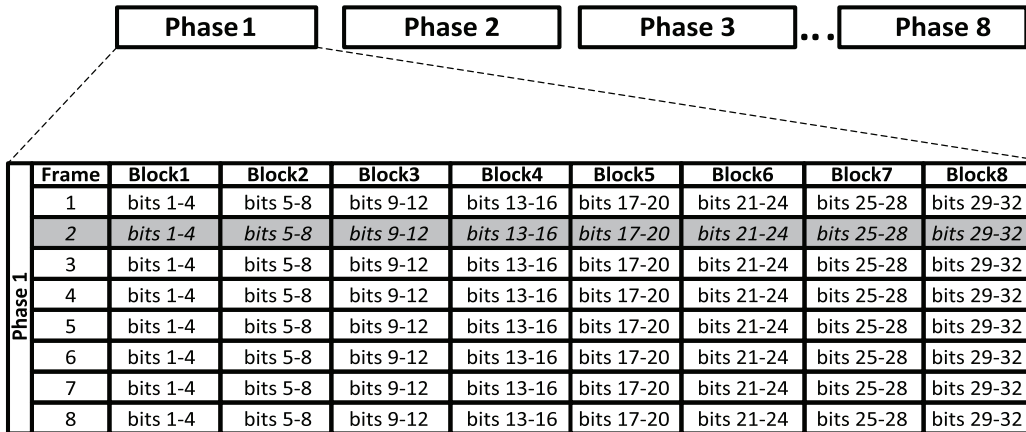 Phase 1 Phase 2 Phase 3 ... Phase 8
Phase 1
Frame Block1 Block2 Block3 Block4 Block5 Block6 Block7 Block8
1 bits 1-4 bits 5-8 bits 9-12 bits 13-16 bits 17-20 bits 21-24 bits 25-28 bits 29-32
2 bits 1-4 bits 5-8 bits 9-12 bits 13-16 bits 17-20 bits 21-24 bits 25-28 bits 29-32
3 bits 1-4 bits 5-8 bits 9-12 bits 13-16 bits 17-20 bits 21-24 bits 25-28 bits 29-32
4 bits 1-4 bits 5-8 bits 9-12 bits 13-16 bits 17-20 bits 21-24 bits 25-28 bits 29-32
5 bits 1-4 bits 5-8 bits 9-12 bits 13-16 bits 17-20 bits 21-24 bits 25-28 bits 29-32
6 bits 1-4 bits 5-8 bits 9-12 bits 13-16 bits 17-20 bits 21-24 bits 25-28 bits 29-32
7 bits 1-4 bits 5-8 bits 9-12 bits 13-16 bits 17-20 bits 21-24 bits 25-28 bits 29-32
8 bits 1-4 bits 5-8 bits 9-12 bits 13-16 bits 17-20 bits 21-24 bits 25-28 bits 29-32